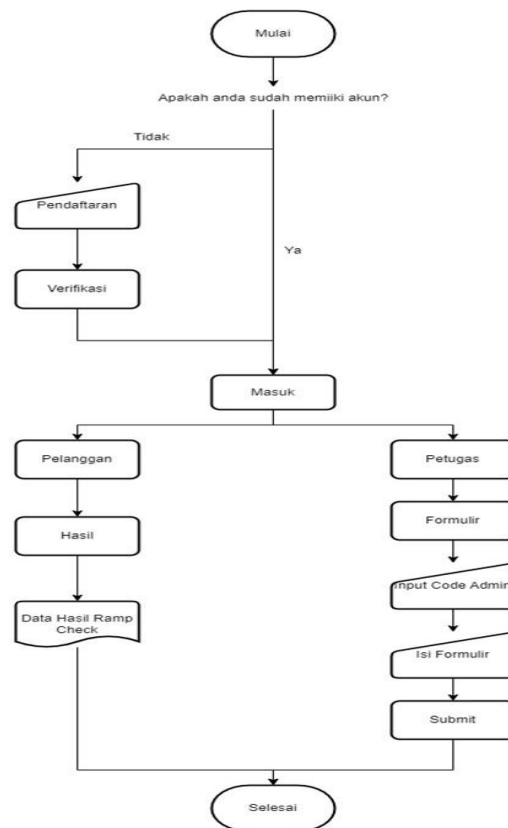 Mulai
Apakah anda sudah memiiki akun?
Tidak
Pendaftaran
Ya
Verifikasi
Masuk
Pelanggan
Petugas
Hasil
Formulir
Data Hasil Ramp
Check
Input Code Admin
Isi Formulir
Submit
Selesai